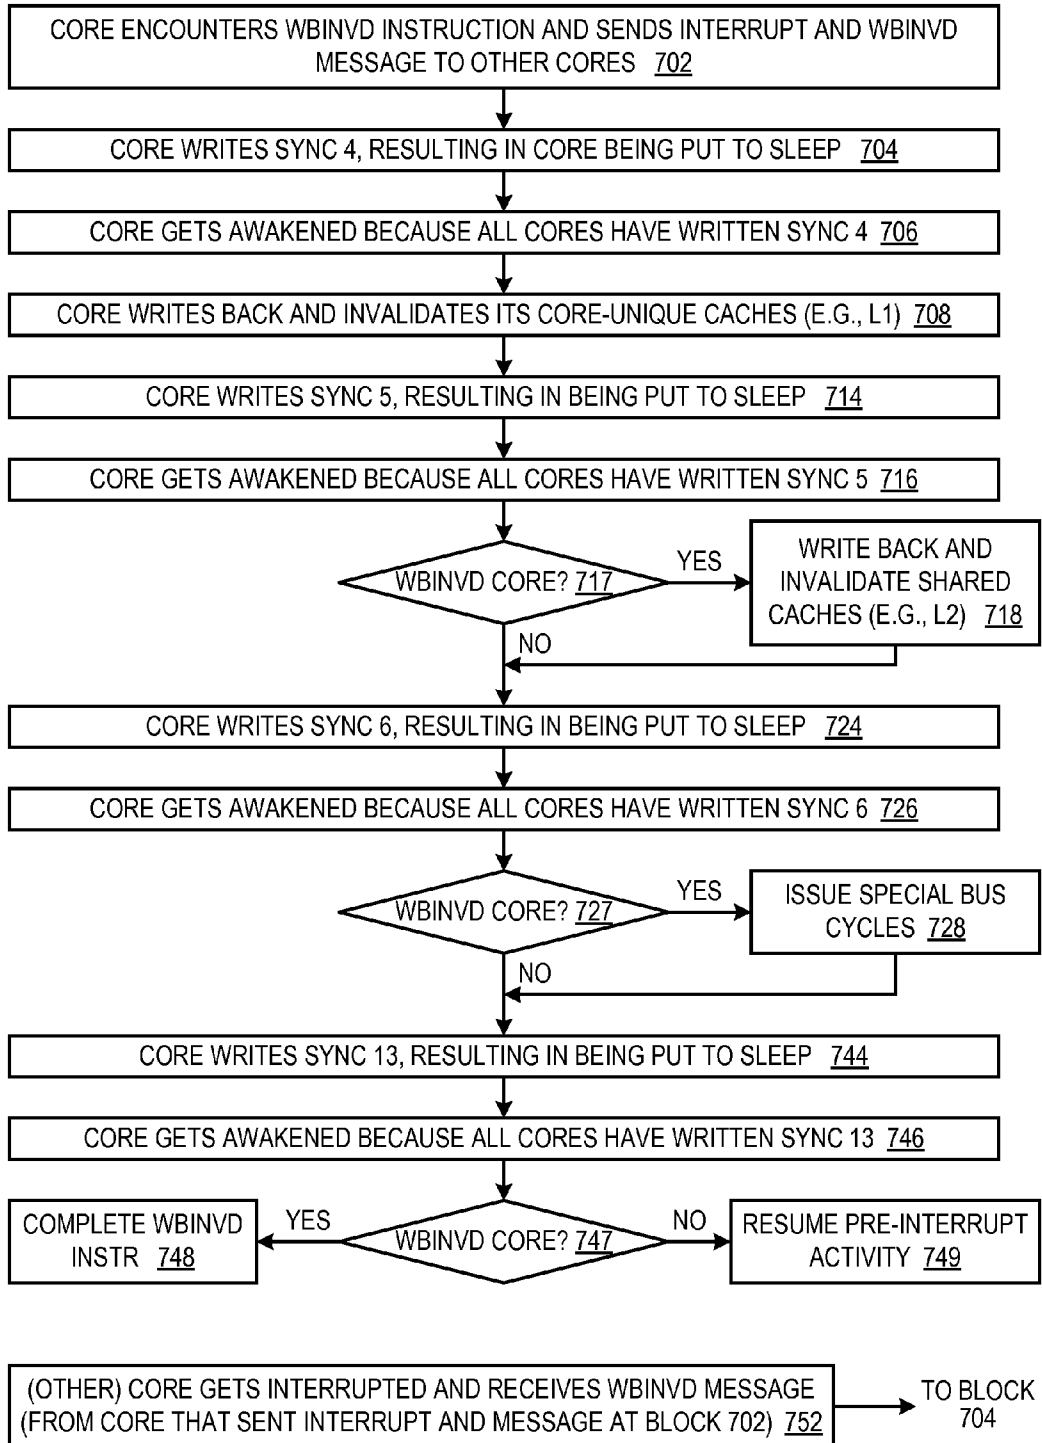 CORE ENCOUNTERS WBINVD INSTRUCTION AND SENDS INTERRUPT AND WBINVD
MESSAGE TO OTHER CORES 702
CORE WRITES SYNC 4, RESULTING IN CORE BEING PUT TO SLEEP 704
CORE GETS AWAKENED BECAUSE ALL CORES HAVE WRITTEN SYNC 4 706
CORE WRITES BACK AND INVALIDATES ITS CORE-UNIQUE CACHES (E.G., L1) 708
CORE WRITES SYNC 5, RESULTING IN BEING PUT TO SLEEP 714
CORE GETS AWAKENED BECAUSE ALL CORES HAVE WRITTEN SYNC 5 716
WBINVD CORE? 717
YES
WRITE BACK AND
INVALIDATE SHARED
CACHES (E.G., L2) 718
NO
CORE WRITES SYNC 6, RESULTING IN BEING PUT TO SLEEP 724
CORE GETS AWAKENED BECAUSE ALL CORES HAVE WRITTEN SYNC 6 726
WBINVD CORE? 727
YES
ISSUE SPECIAL BUS
CYCLES 728
NO
CORE WRITES SYNC 13, RESULTING IN BEING PUT TO SLEEP 744
CORE GETS AWAKENED BECAUSE ALL CORES HAVE WRITTEN SYNC 13 746
COMPLETE WBINVD
INSTR 748
YES
WBINVD CORE? 747
NO
RESUME PRE-INTERRUPT
ACTIVITY 749
(OTHER) CORE GETS INTERRUPTED AND RECEIVES WBINVD MESSAGE
(FROM CORE THAT SENT INTERRUPT AND MESSAGE AT BLOCK 702) 752
TO BLOCK
704